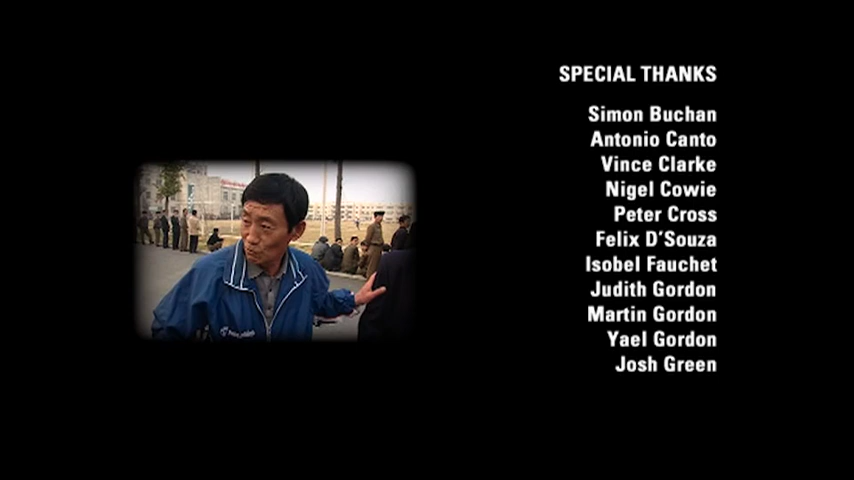 SPECIAL THANKS
Simon Buchan
Antonio Canto
Vince Clarke
Nigel Cowie
Peter Cross
Felix D'Souza
Isobel Fauchet
Judith Gordon
Martin Gordon
Yael Gordon
Josh Green